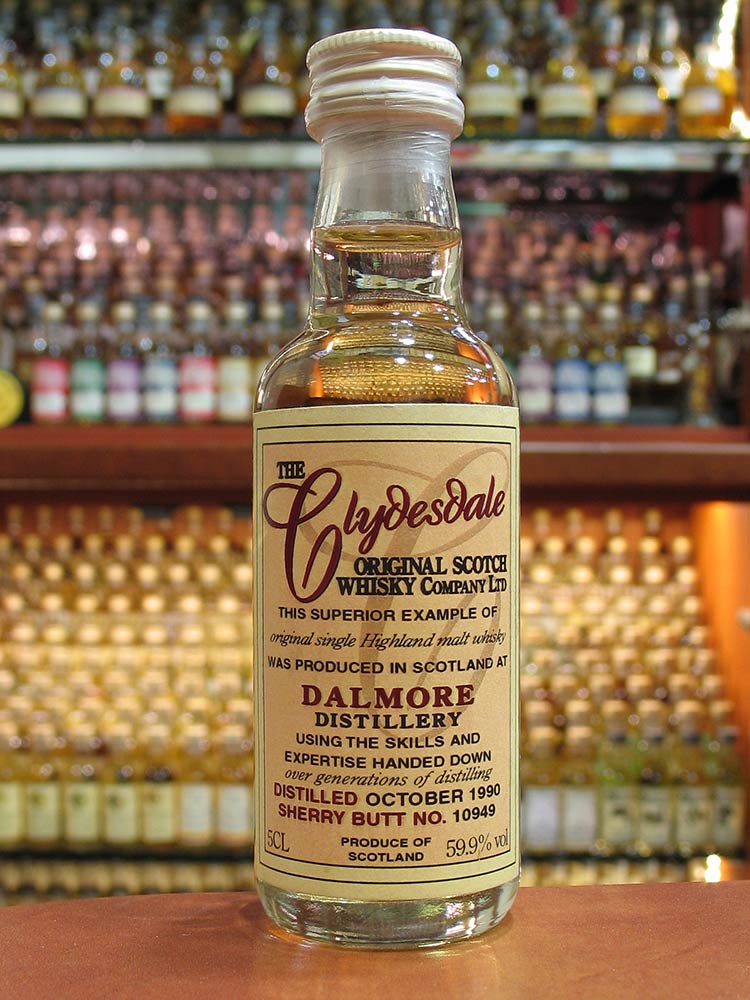 THE
Clydesdale
ORIGINAL SCOTCH
WHISKY COMPANY LTD
THIS SUPERIOR EXAMPLE OF
original single Highland malt whisky
WAS PRODUCED IN SCOTLAND AT
DALMORE
DISTILLERY
USING THE SKILLS AND
EXPERTISE HANDED DOWN
over generations of distilling
DISTILLED OCTOBER 1990
SHERRY BUTT NO. 10949
5CL PRODUCE OF SCOTLAND 59.9% vol